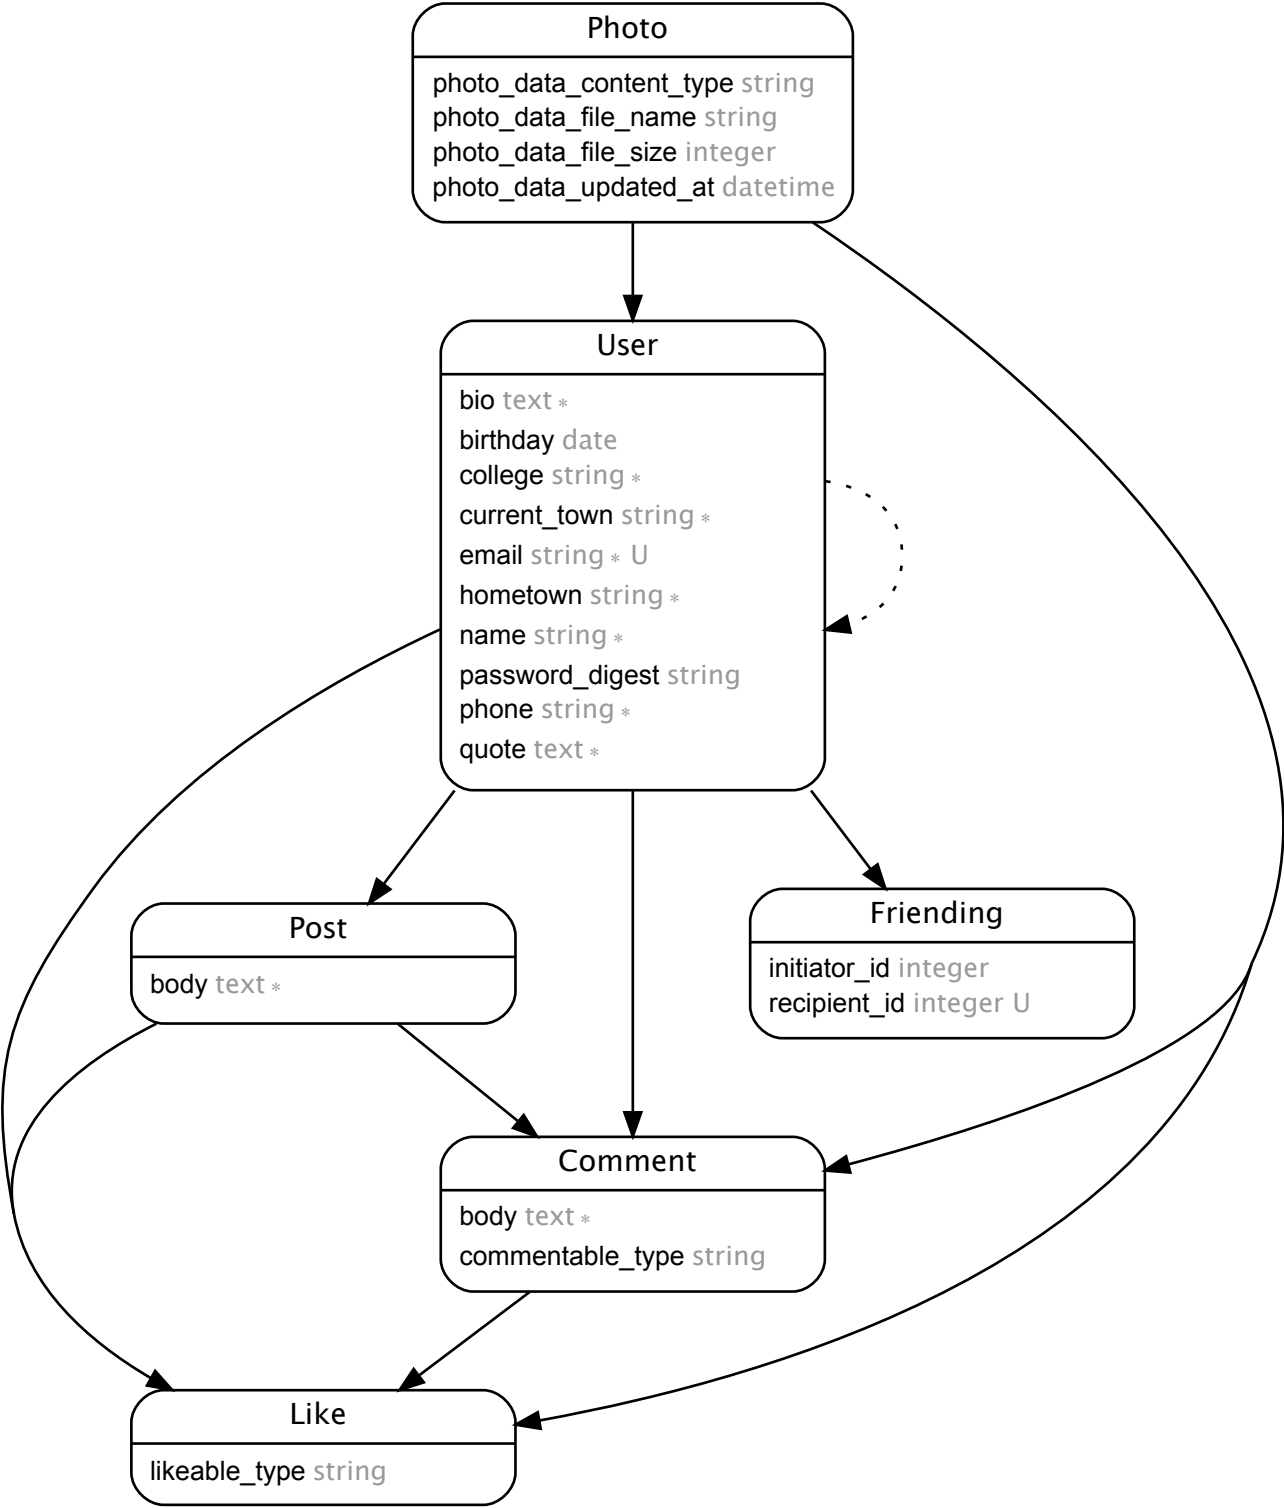 Photo
photo_data_content_type string
photo_data_file_name string
photo_data_file_size integer
photo_data_updated_at datetime
User
bio text *
birthday date
college string *
current_town string *
email string * U
hometown string *
name string *
password_digest string
phone string *
quote text *
Post
body text *
Friending
initiator_id integer
recipient_id integer U
Comment
body text *
commentable_type string
Like
likeable_type string